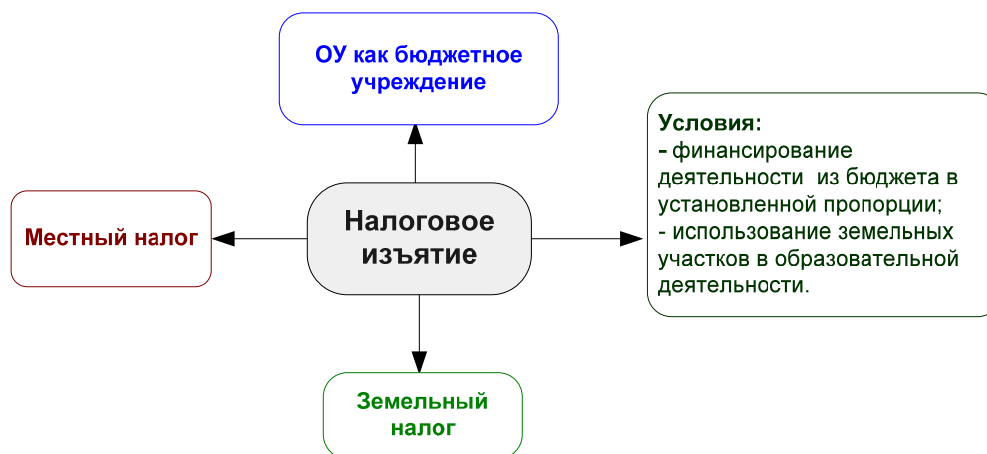 ОУ как бюджетное
учреждение
Условия:
- финансирование
деятельности из бюджета в
установленной пропорции;
- использование земельных
участков в образовательной
деятельности.
Налоговое
изъятие
Местный налог
Земельный
налог